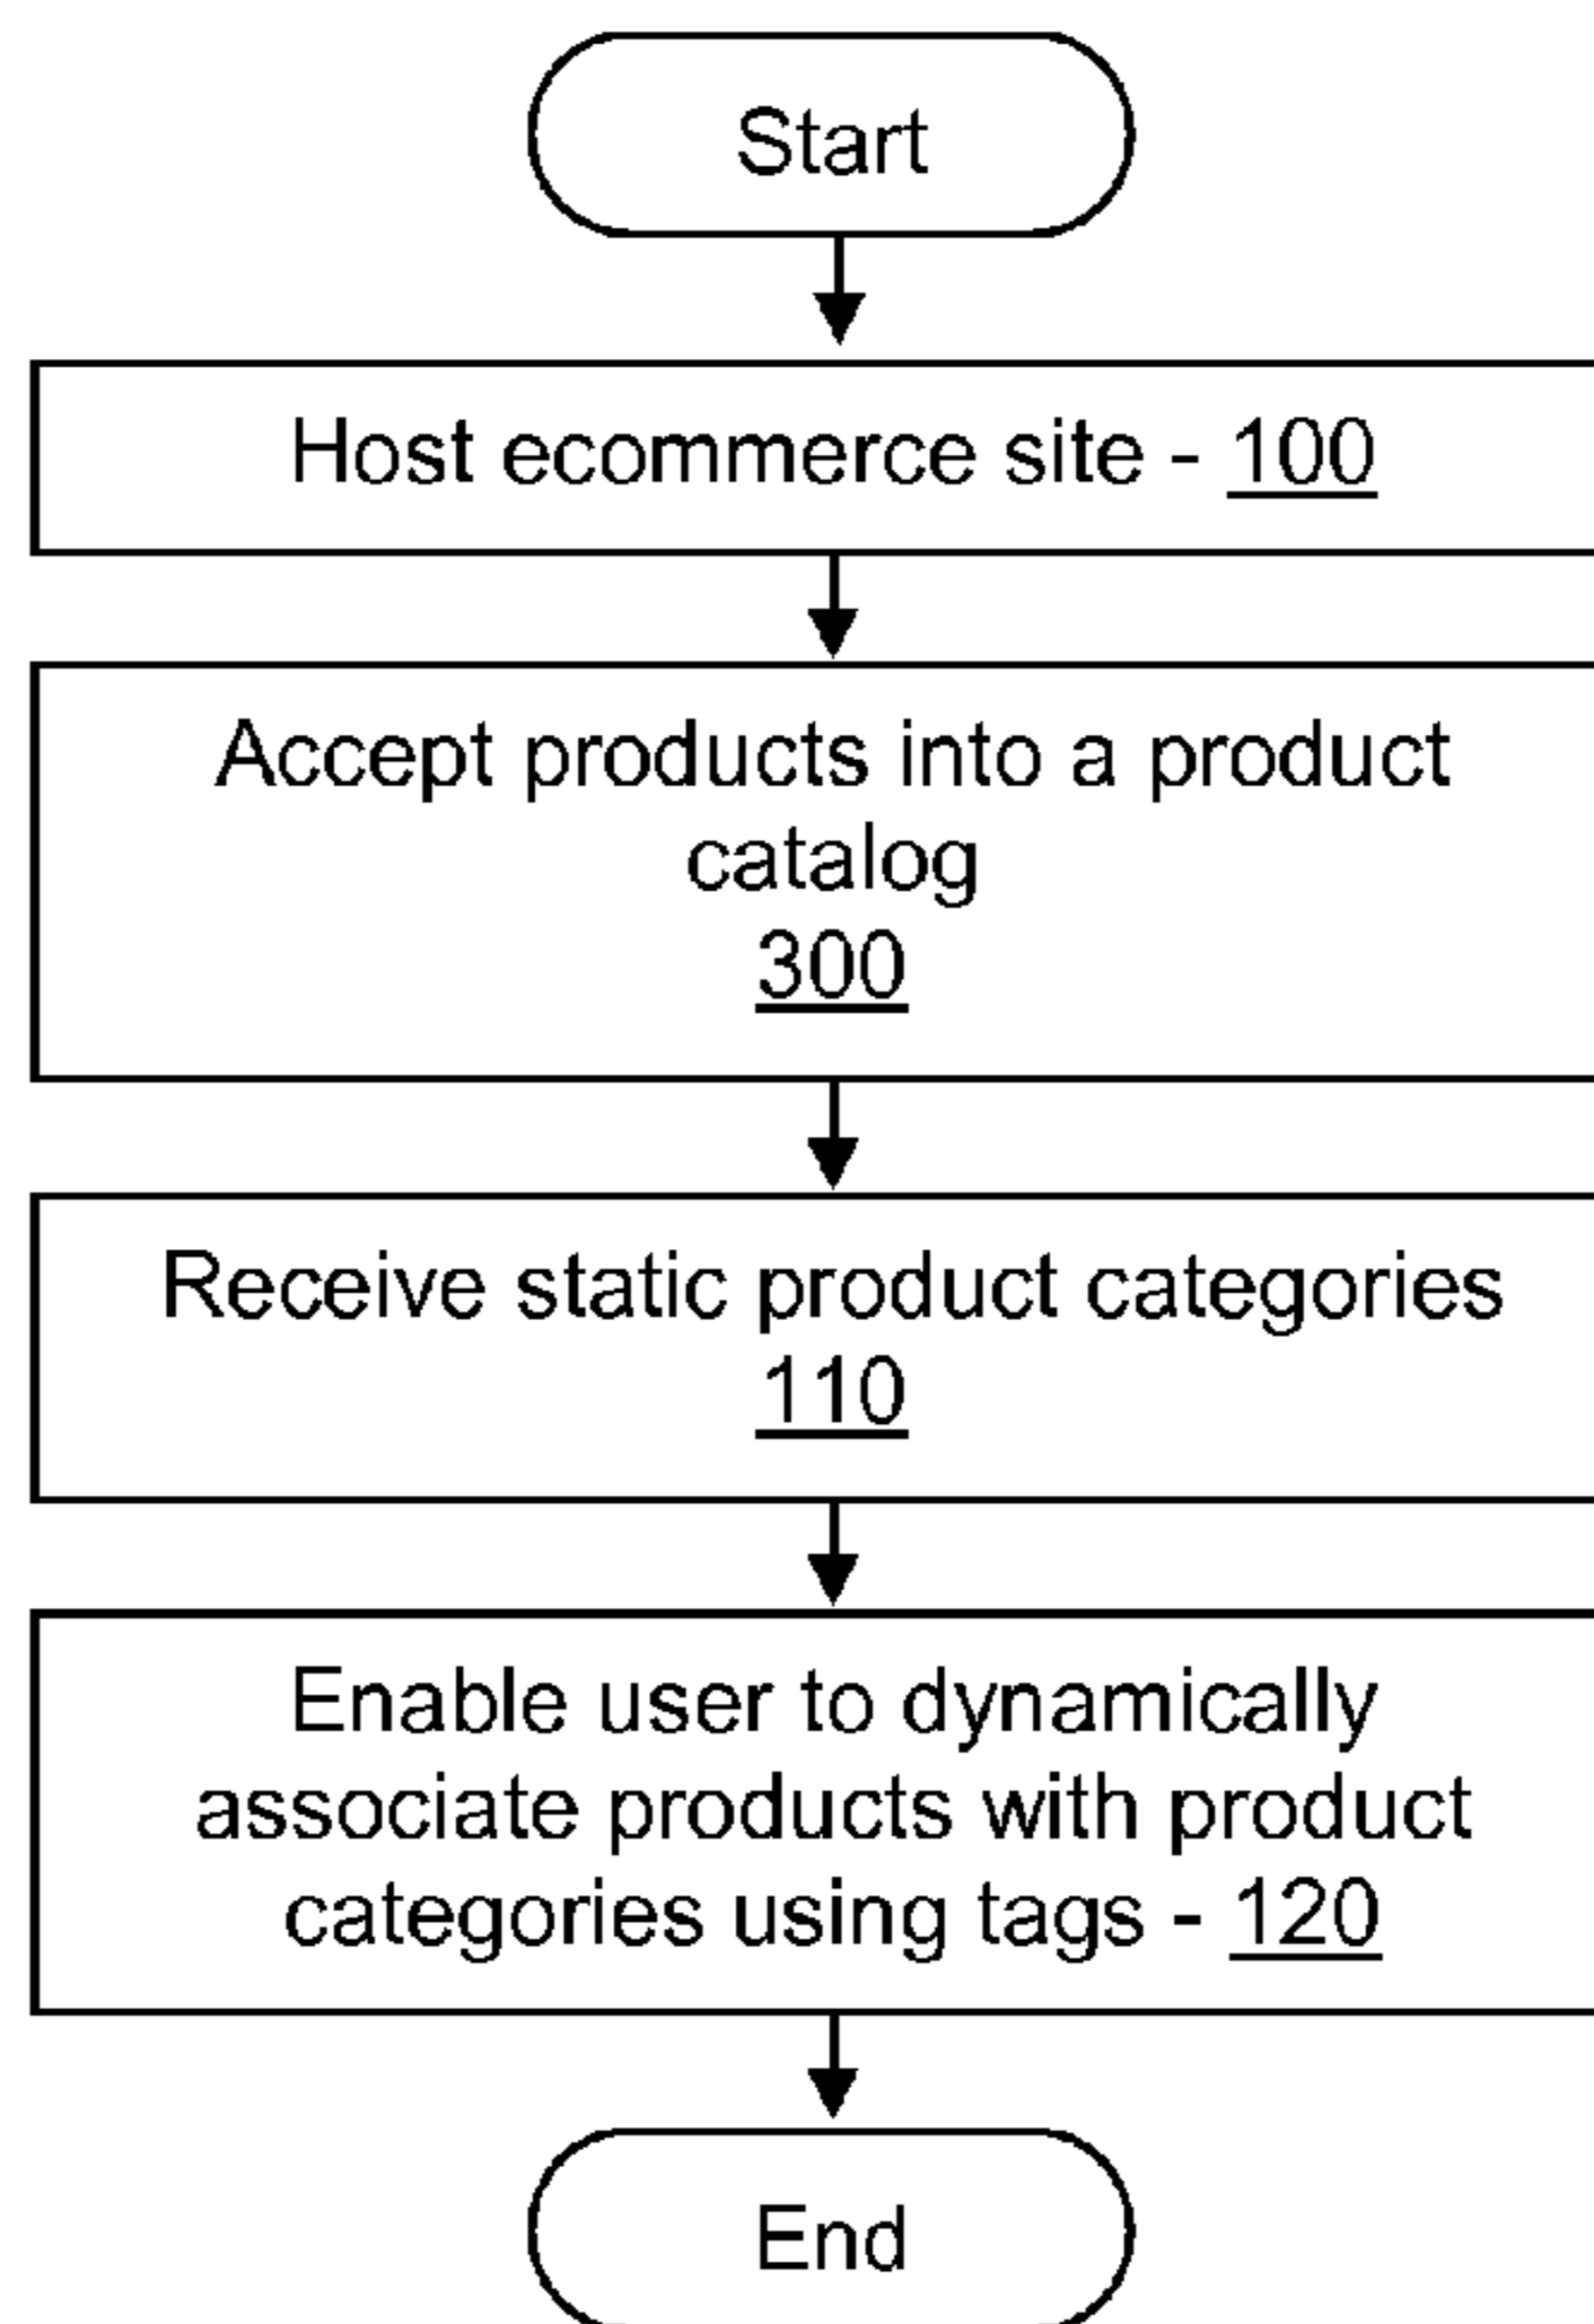 Start
Host ecommerce site - 100
Accept products into a product
catalog
300
Receive static product categories
110
Enable user to dynamically
associate products with product
categories using tags - 120
End